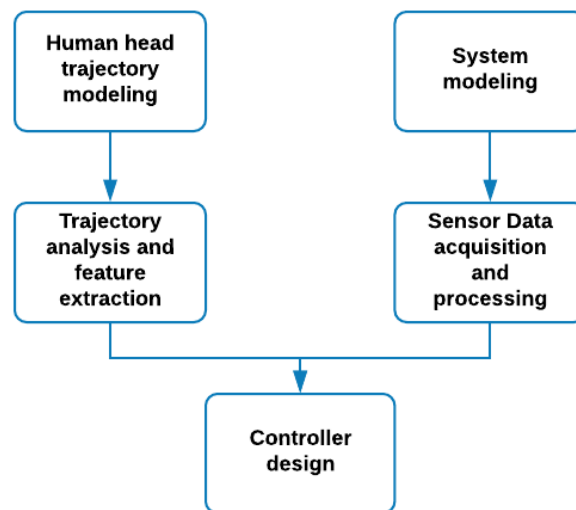 Human head
trajectory
modeling
System
modeling
Trajectory
analysis and
feature
extraction
Sensor Data
acquisition
and
processing
Controller
design